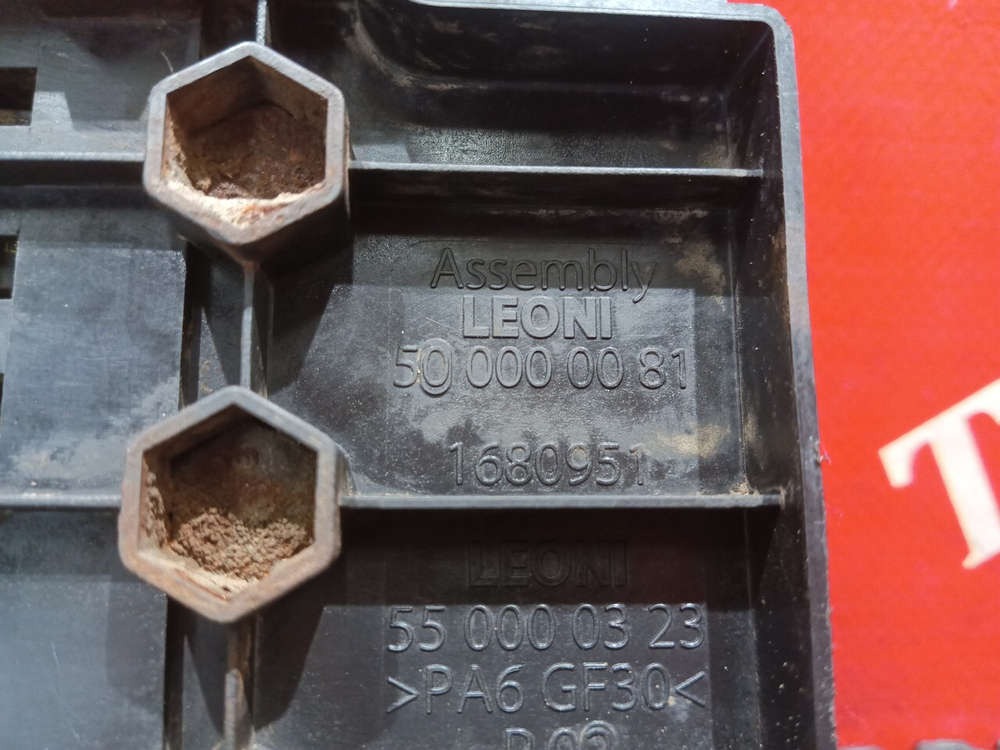 Assembly
LEONI
50 000 00 81
1680951
LEONI
55 000 03 23
>PA6 GF30<
T